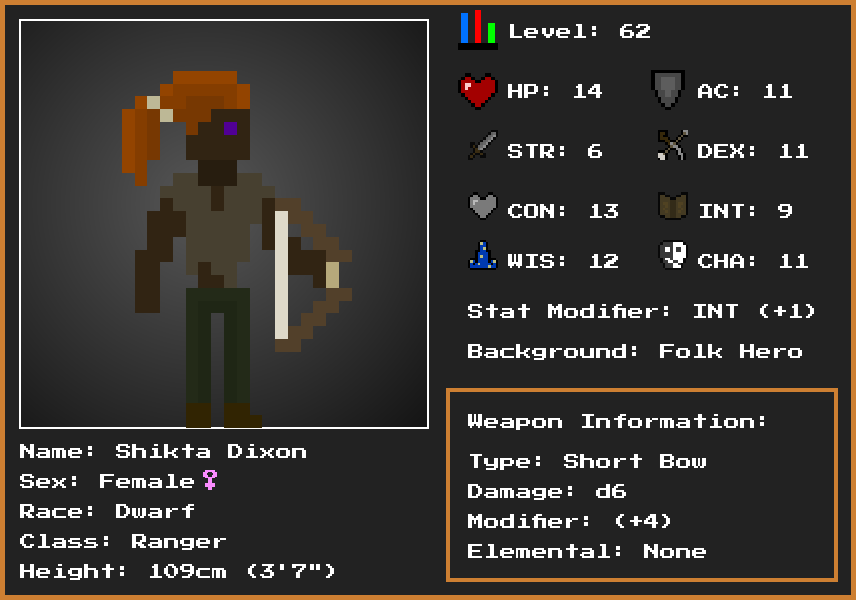 Level: 62
HP: 14
AC: 11
STR: 6
DEX: 11
CON: 13
INT: 9
WIS: 12
CHA: 11
Stat Modifier: INT (+1)
Background: Folk Hero
Weapon Information:
Type: Short Bow
Damage: d6
Modifier: (+4)
Elemental: None
Name: Shikta Dixon
Sex: Female♀
Race: Dwarf
Class: Ranger
Height: 109cm (3'7")